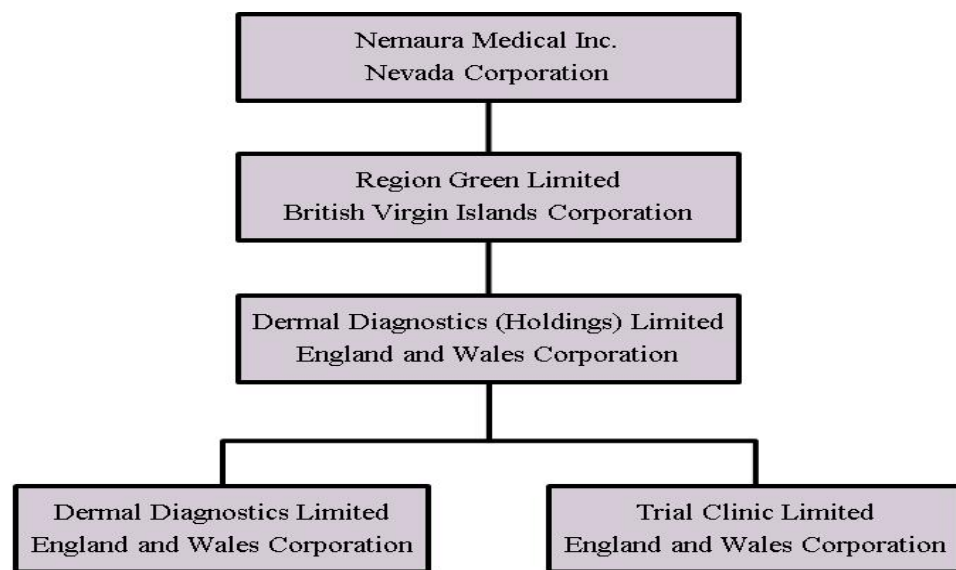 Nemaura Medical Inc.
Nevada Corporation
Region Green Limited
British Virgin Islands Corporation
Dermal Diagnostics (Holdings) Limited
England and Wales Corporation
Dermal Diagnostics Limited
England and Wales Corporation
Trial Clinic Limited
England and Wales Corporation